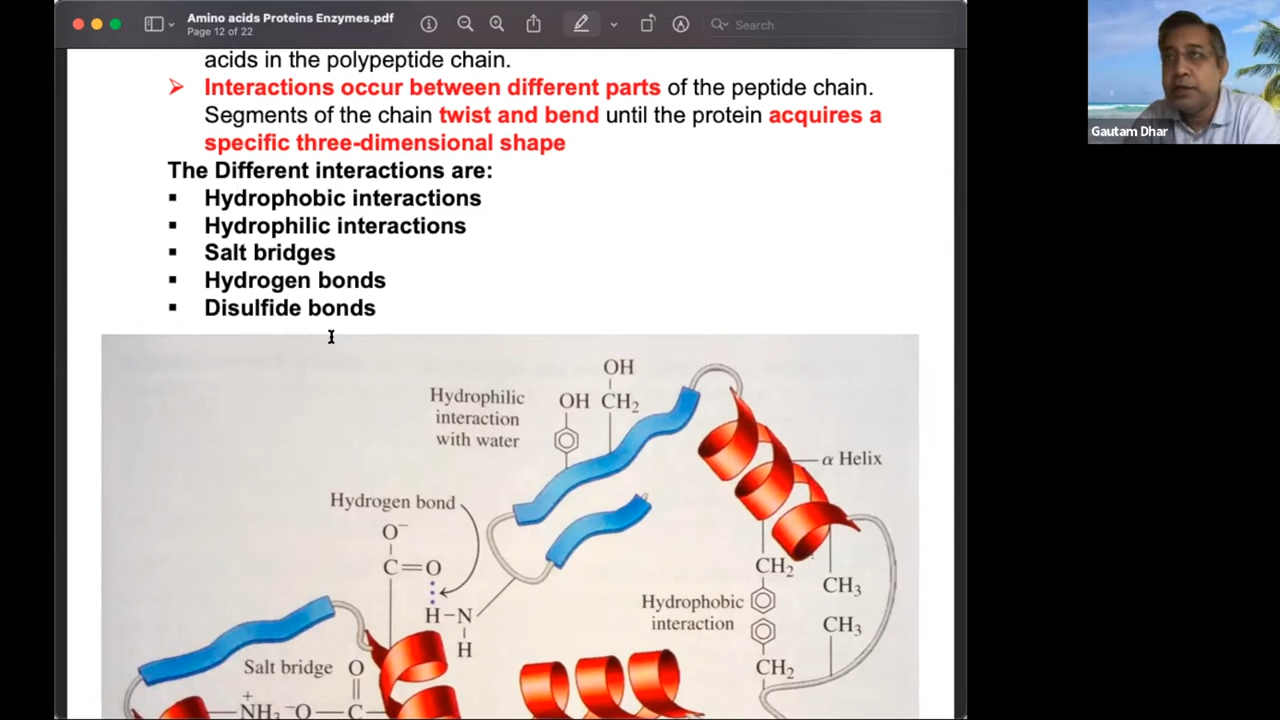 Amino acids Proteins Enzymes.pdf
Page 12 of 22
Search
Gautam Dhar
acids in the polypeptide chain.
Interactions occur between different parts of the peptide chain.
Segments of the chain twist and bend until the protein acquires a
specific three-dimensional shape
The Different interactions are:
Hydrophobic interactions
Hydrophilic interactions
Salt bridges
Hydrogen bonds
Disulfide bonds
OH
Hydrophilic
interaction
with water
OH CH2
α Helix
Hydrogen bond
O−
C=O
H–N
H
CH2
CH3
Hydrophobic
interaction
CH3
CH2
Salt bridge
O
+
NH3 −O—C